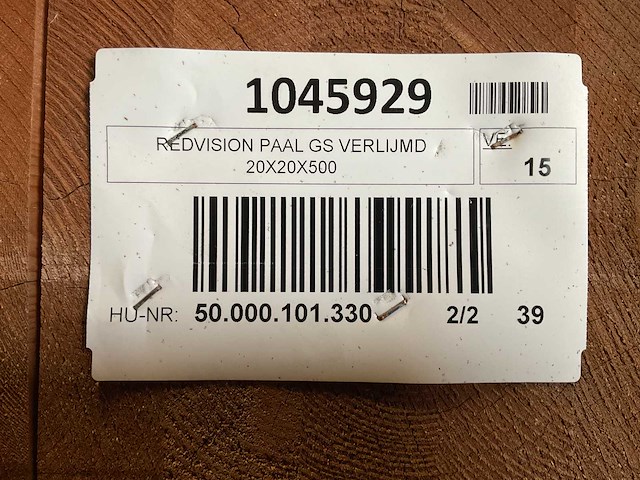 1045929
REDVISION PAAL GS VERLIJMD
20X20X500
VE:
15
HU-NR: 50.000.101.330 2/2 39